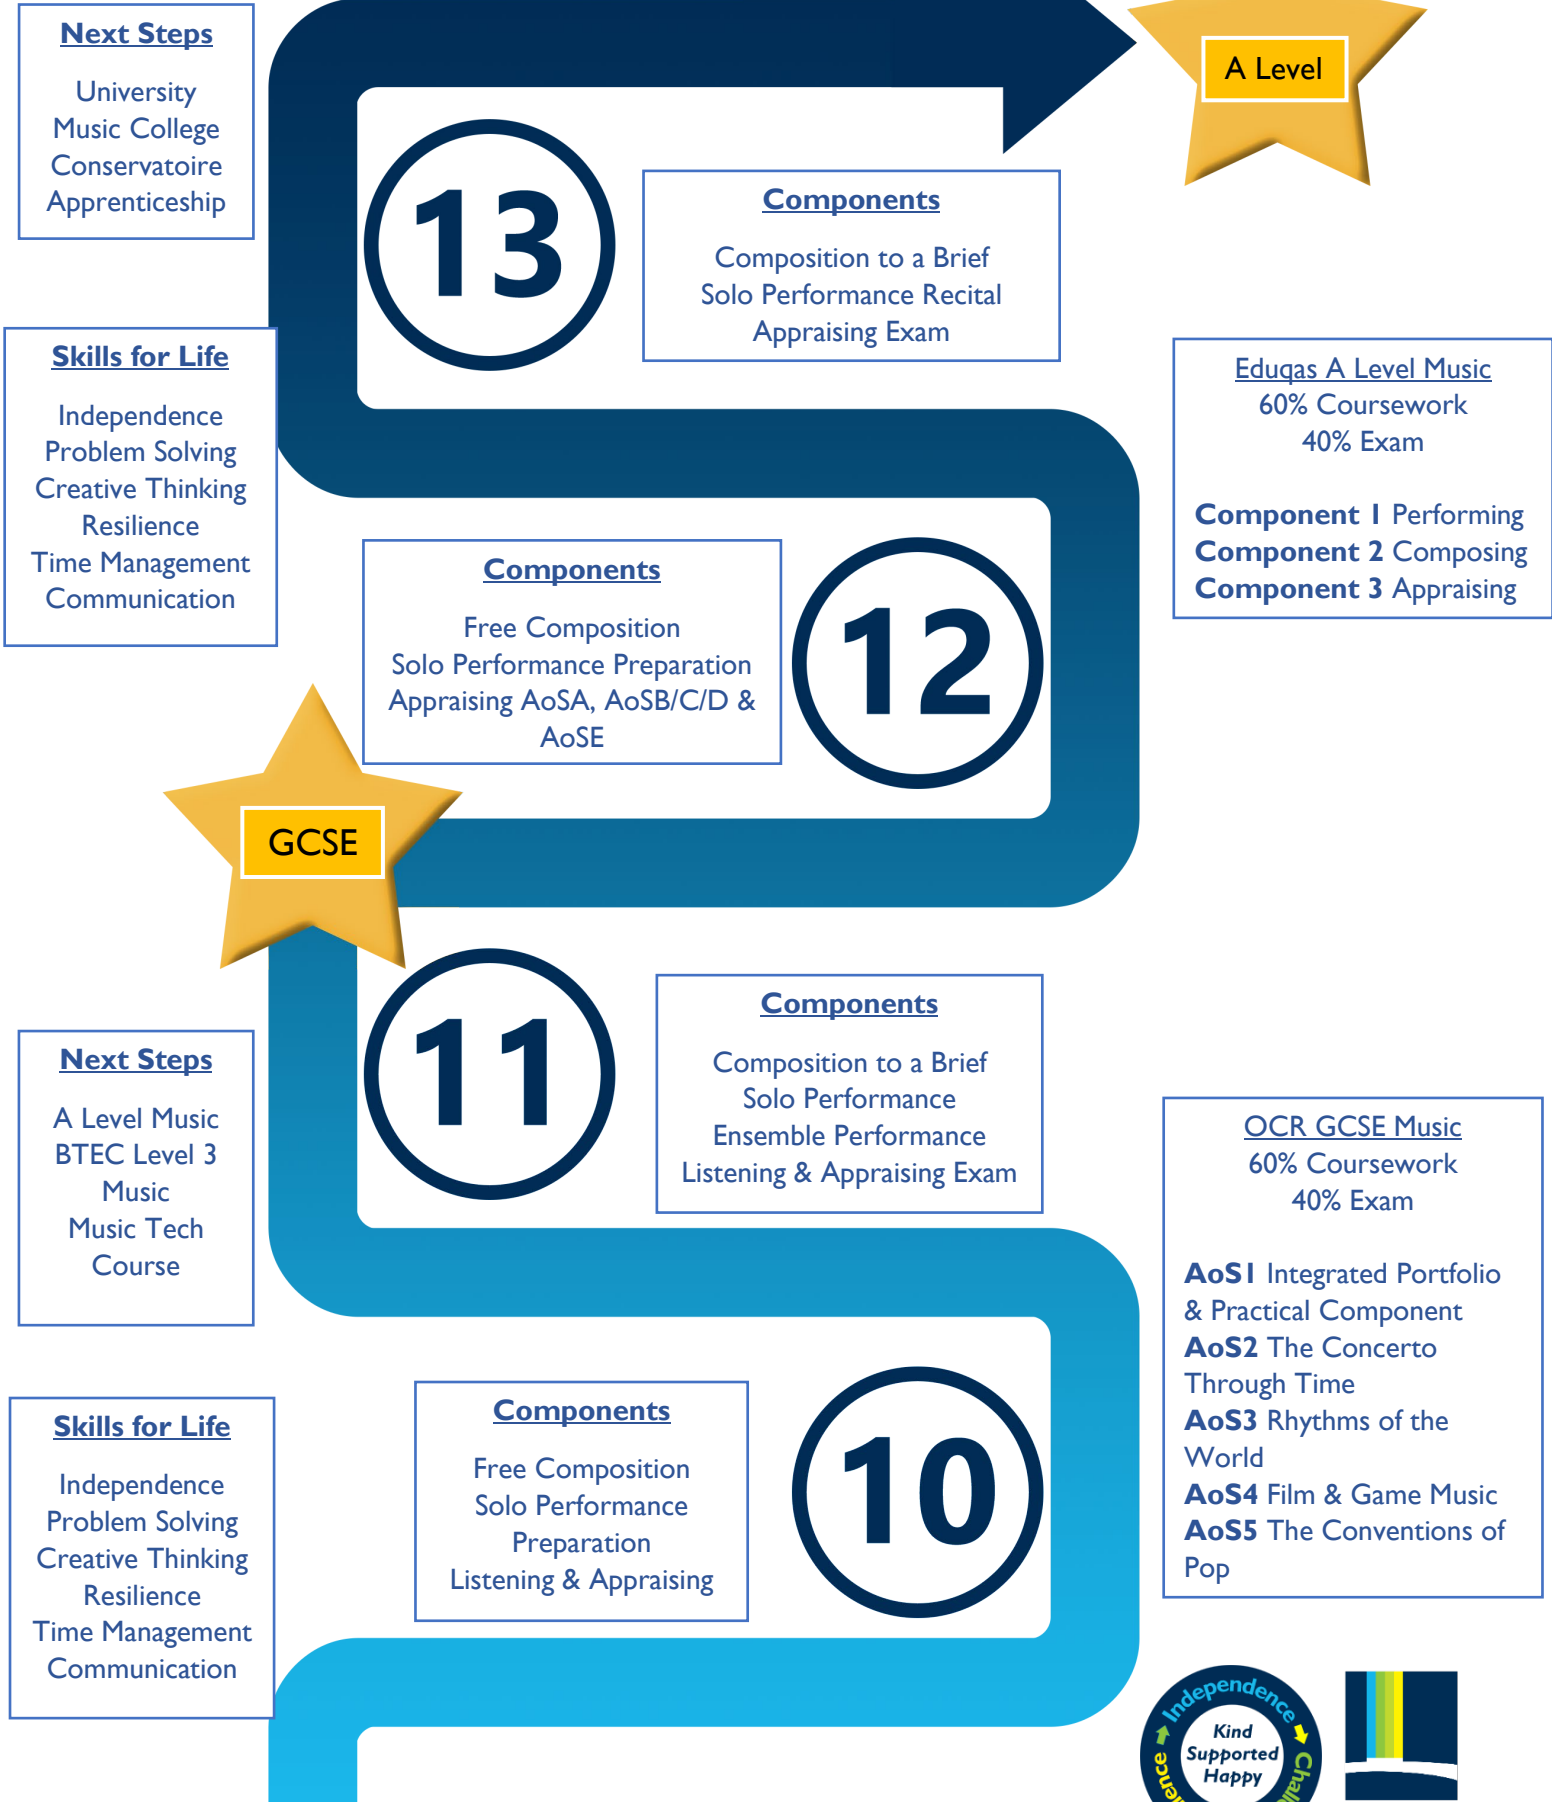 Next Steps
University
Music College
Conservatoire
Apprenticeship
A Level
13
Components
Composition to a Brief
Solo Performance Recital
Appraising Exam
Skills for Life
Independence
Problem Solving
Creative Thinking
Resilience
Time Management
Communication
Eduqas A Level Music
60% Coursework
40% Exam
Component 1 Performing
Component 2 Composing
Component 3 Appraising
Components
Free Composition
Solo Performance Preparation
Appraising AoSA, AoSB/C/D &
AoSE
12
GCSE
11
Components
Composition to a Brief
Solo Performance
Ensemble Performance
Listening & Appraising Exam
Next Steps
A Level Music
BTEC Level 3
Music
Music Tech
Course
OCR GCSE Music
60% Coursework
40% Exam
AoS1 Integrated Portfolio
& Practical Component
AoS2 The Concerto
Through Time
AoS3 Rhythms of the
World
AoS4 Film & Game Music
AoS5 The Conventions of
Pop
Skills for Life
Independence
Problem Solving
Creative Thinking
Resilience
Time Management
Communication
Components
Free Composition
Solo Performance
Preparation
Listening & Appraising
10
Independence
Kind
Supported
Happy